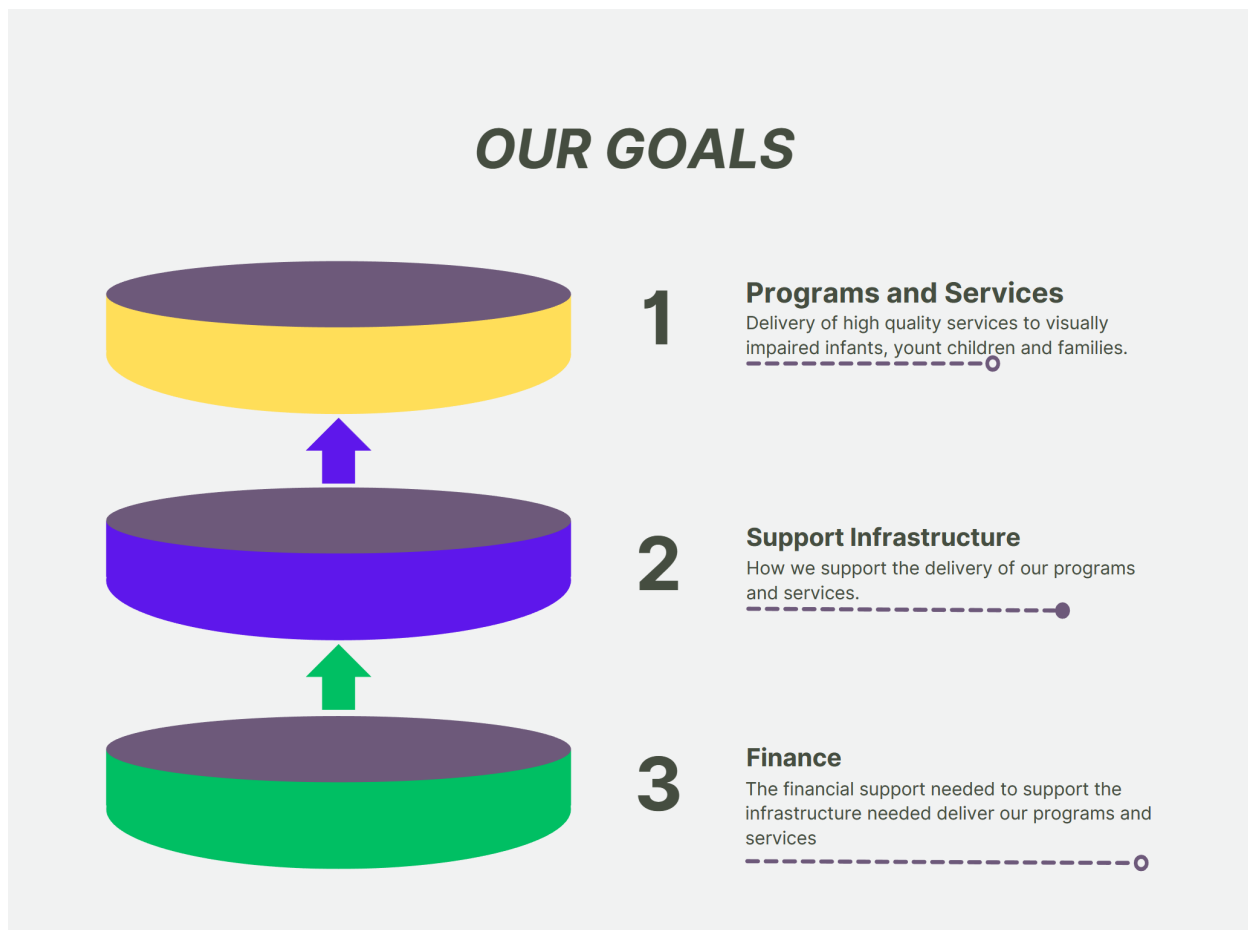 OUR GOALS
1
Programs and Services
Delivery of high quality services to visually
impaired infants, yount children and families.
2
Support Infrastructure
How we support the delivery of our programs
and services.
3
Finance
The financial support needed to support the
infrastructure needed deliver our programs and
services